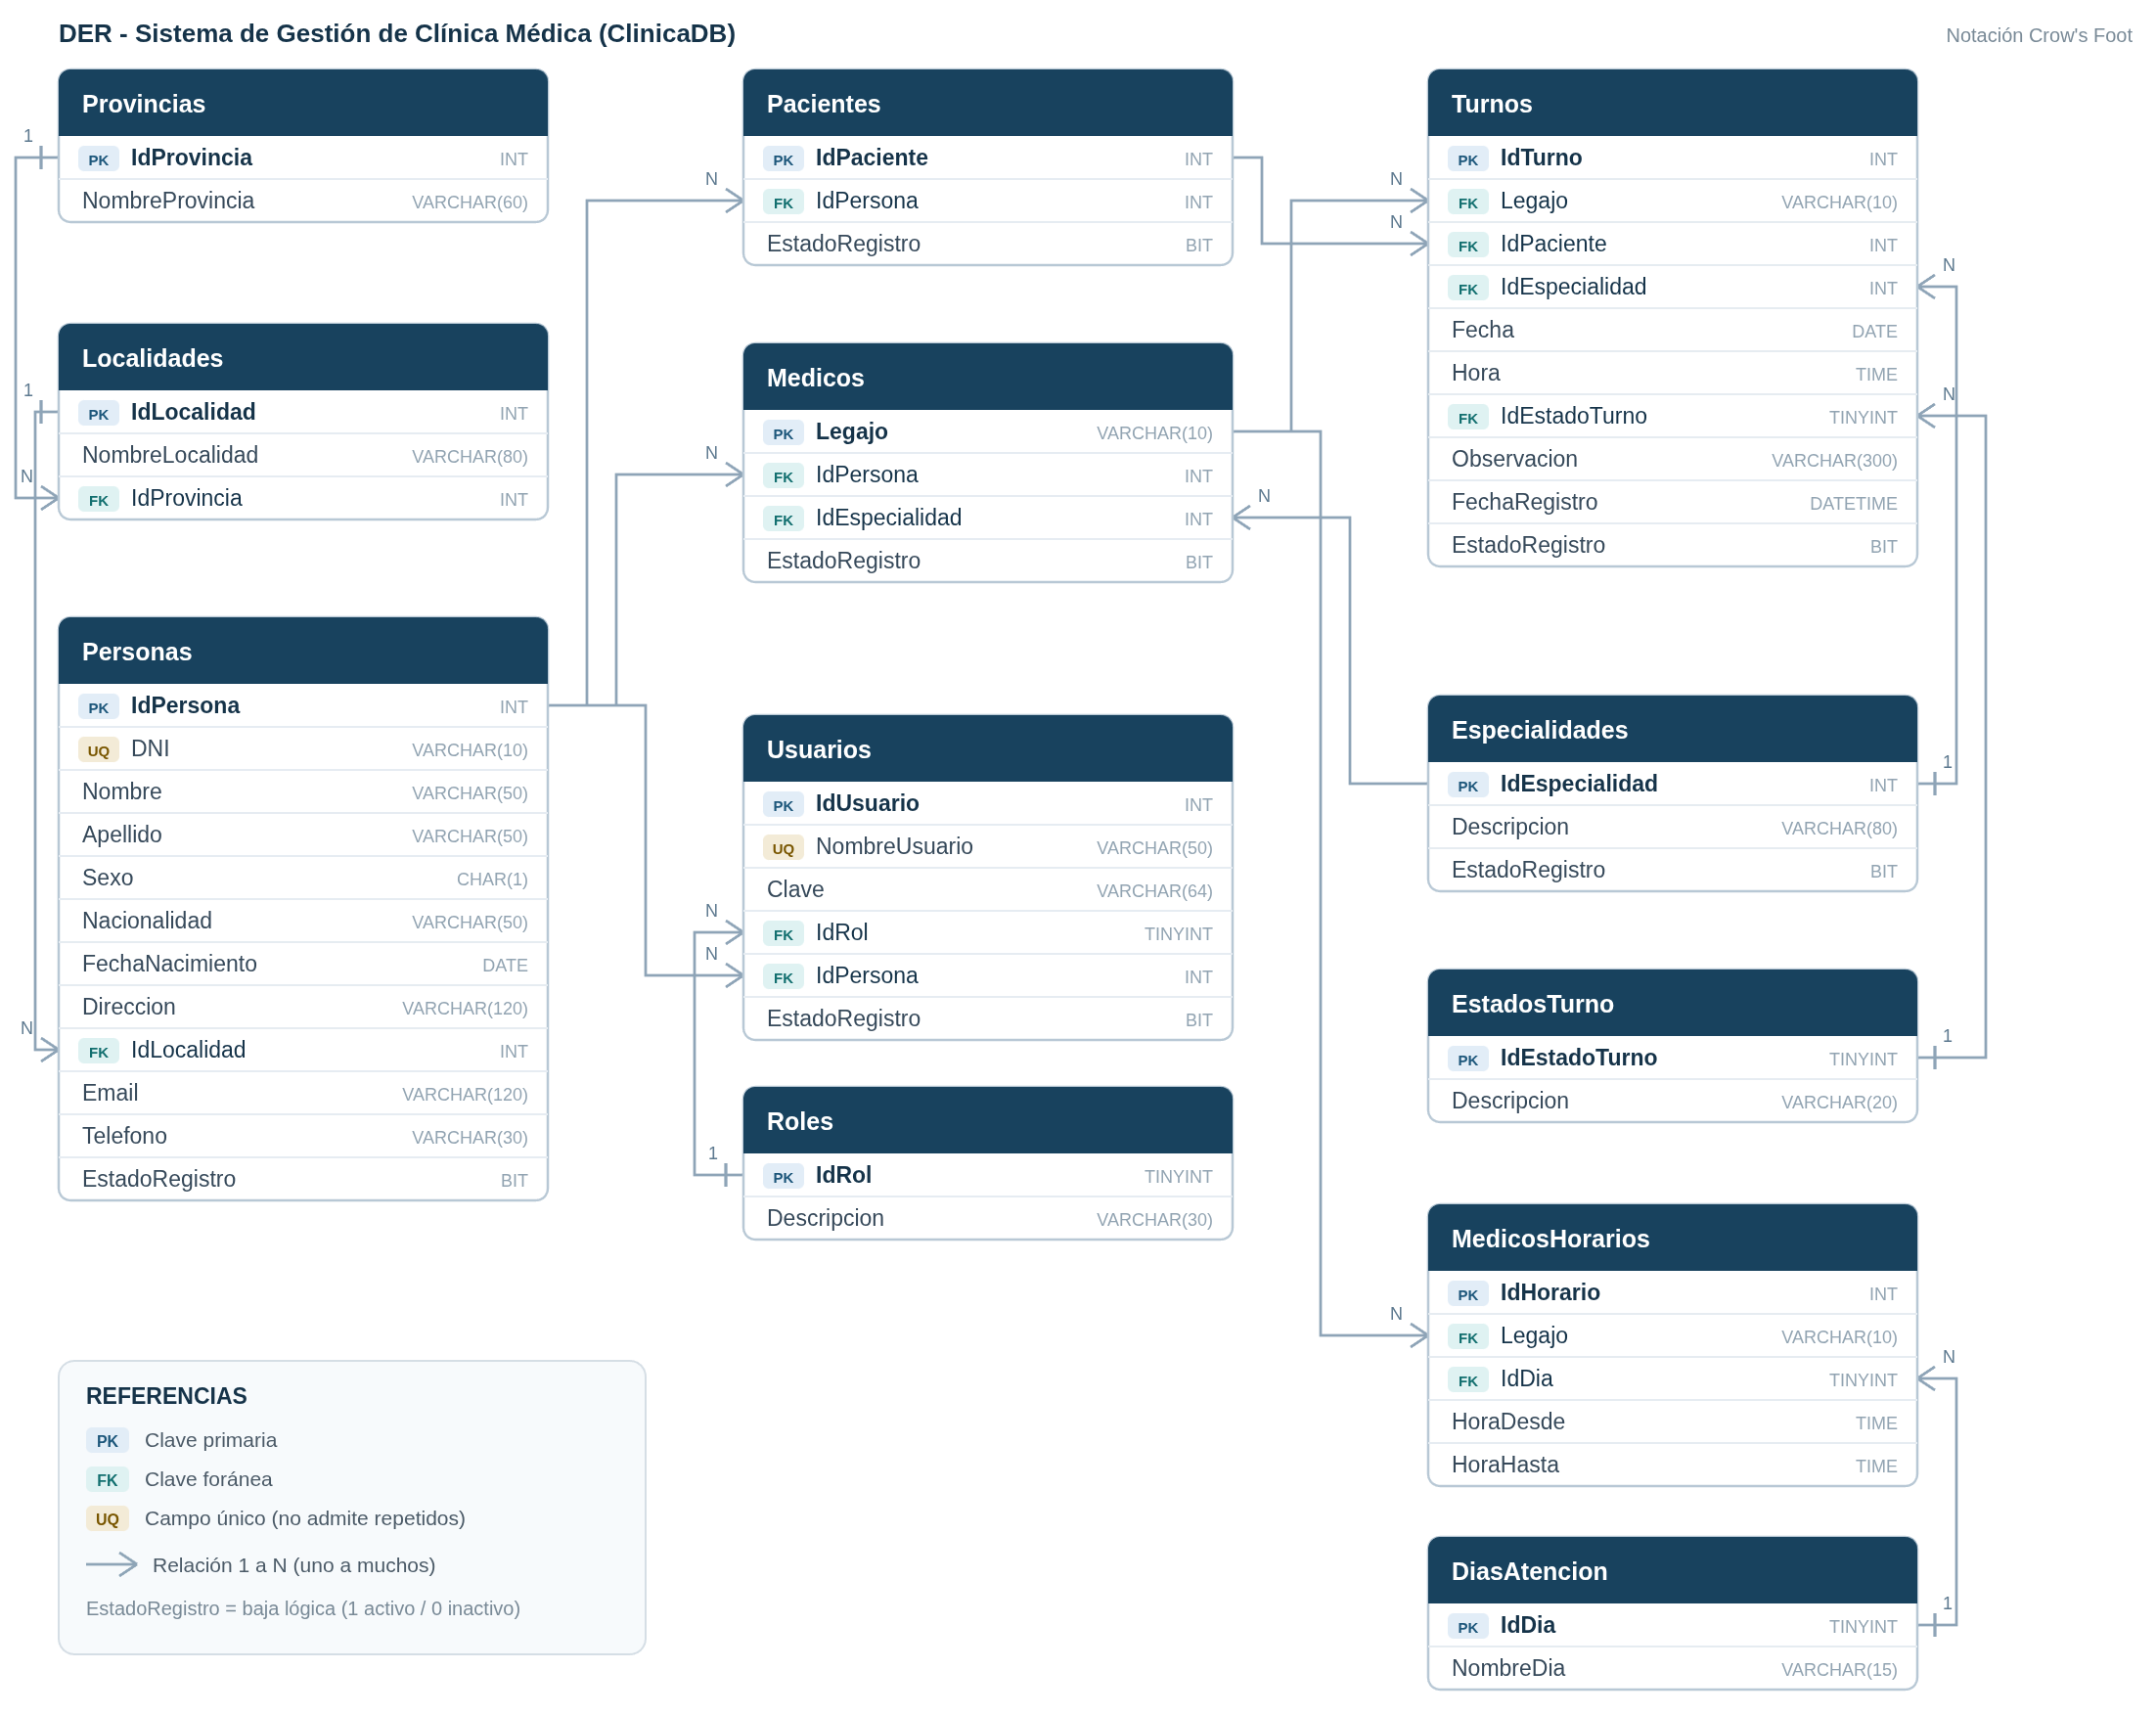 DER - Sistema de Gestión de Clínica Médica (ClinicaDB)
Notación Crow's Foot
Provincias
1
PK IdProvincia INT
NombreProvincia VARCHAR(60)
Localidades
1
PK IdLocalidad INT
NombreLocalidad VARCHAR(80)
N
FK IdProvincia INT
Personas
PK IdPersona INT
UQ DNI VARCHAR(10)
Nombre VARCHAR(50)
Apellido VARCHAR(50)
Sexo CHAR(1)
Nacionalidad VARCHAR(50)
FechaNacimiento DATE
Direccion VARCHAR(120)
N
FK IdLocalidad INT
Email VARCHAR(120)
Telefono VARCHAR(30)
EstadoRegistro BIT
REFERENCIAS
PK Clave primaria
FK Clave foránea
UQ Campo único (no admite repetidos)
Relación 1 a N (uno a muchos)
EstadoRegistro = baja lógica (1 activo / 0 inactivo)
Pacientes
PK IdPaciente INT
N
FK IdPersona INT
EstadoRegistro BIT
Medicos
PK Legajo VARCHAR(10)
N
FK IdPersona INT
N
FK IdEspecialidad INT
EstadoRegistro BIT
Usuarios
PK IdUsuario INT
UQ NombreUsuario VARCHAR(50)
Clave VARCHAR(64)
N
FK IdRol TINYINT
N
FK IdPersona INT
EstadoRegistro BIT
Roles
1
PK IdRol TINYINT
Descripcion VARCHAR(30)
Turnos
PK IdTurno INT
N
FK Legajo VARCHAR(10)
N
FK IdPaciente INT
N
FK IdEspecialidad INT
Fecha DATE
Hora TIME
N
FK IdEstadoTurno TINYINT
Observacion VARCHAR(300)
FechaRegistro DATETIME
EstadoRegistro BIT
Especialidades
1
PK IdEspecialidad INT
Descripcion VARCHAR(80)
EstadoRegistro BIT
EstadosTurno
1
PK IdEstadoTurno TINYINT
Descripcion VARCHAR(20)
MedicosHorarios
PK IdHorario INT
N
FK Legajo VARCHAR(10)
N
FK IdDia TINYINT
HoraDesde TIME
HoraHasta TIME
DiasAtencion
1
PK IdDia TINYINT
NombreDia VARCHAR(15)